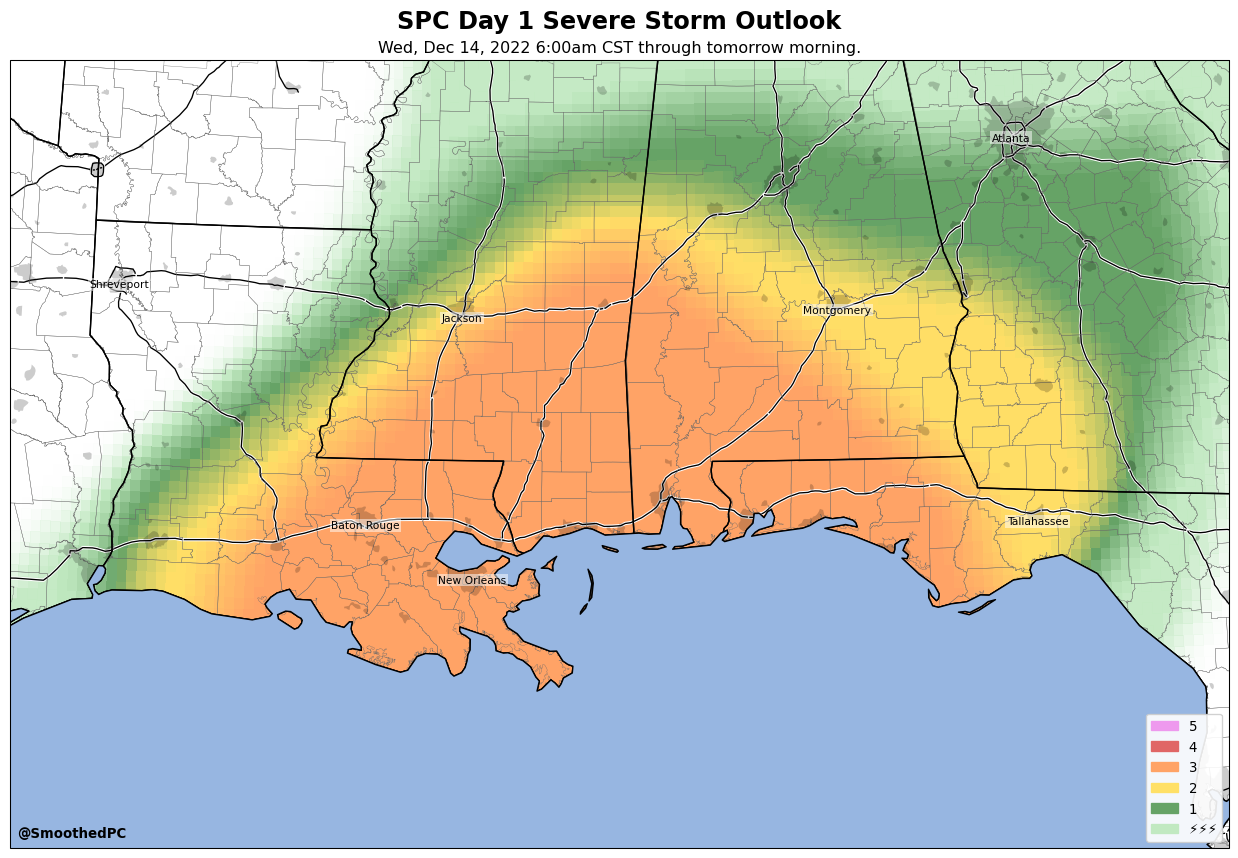 SPC Day 1 Severe Storm Outlook
Wed, Dec 14, 2022 6:00am CST through tomorrow morning.
Atlanta
Shreveport
Jackson
Montgomery
Baton Rouge
Tallahassee
New Orleans
5
4
3
2
1
⚡⚡⚡
@SmoothedPC